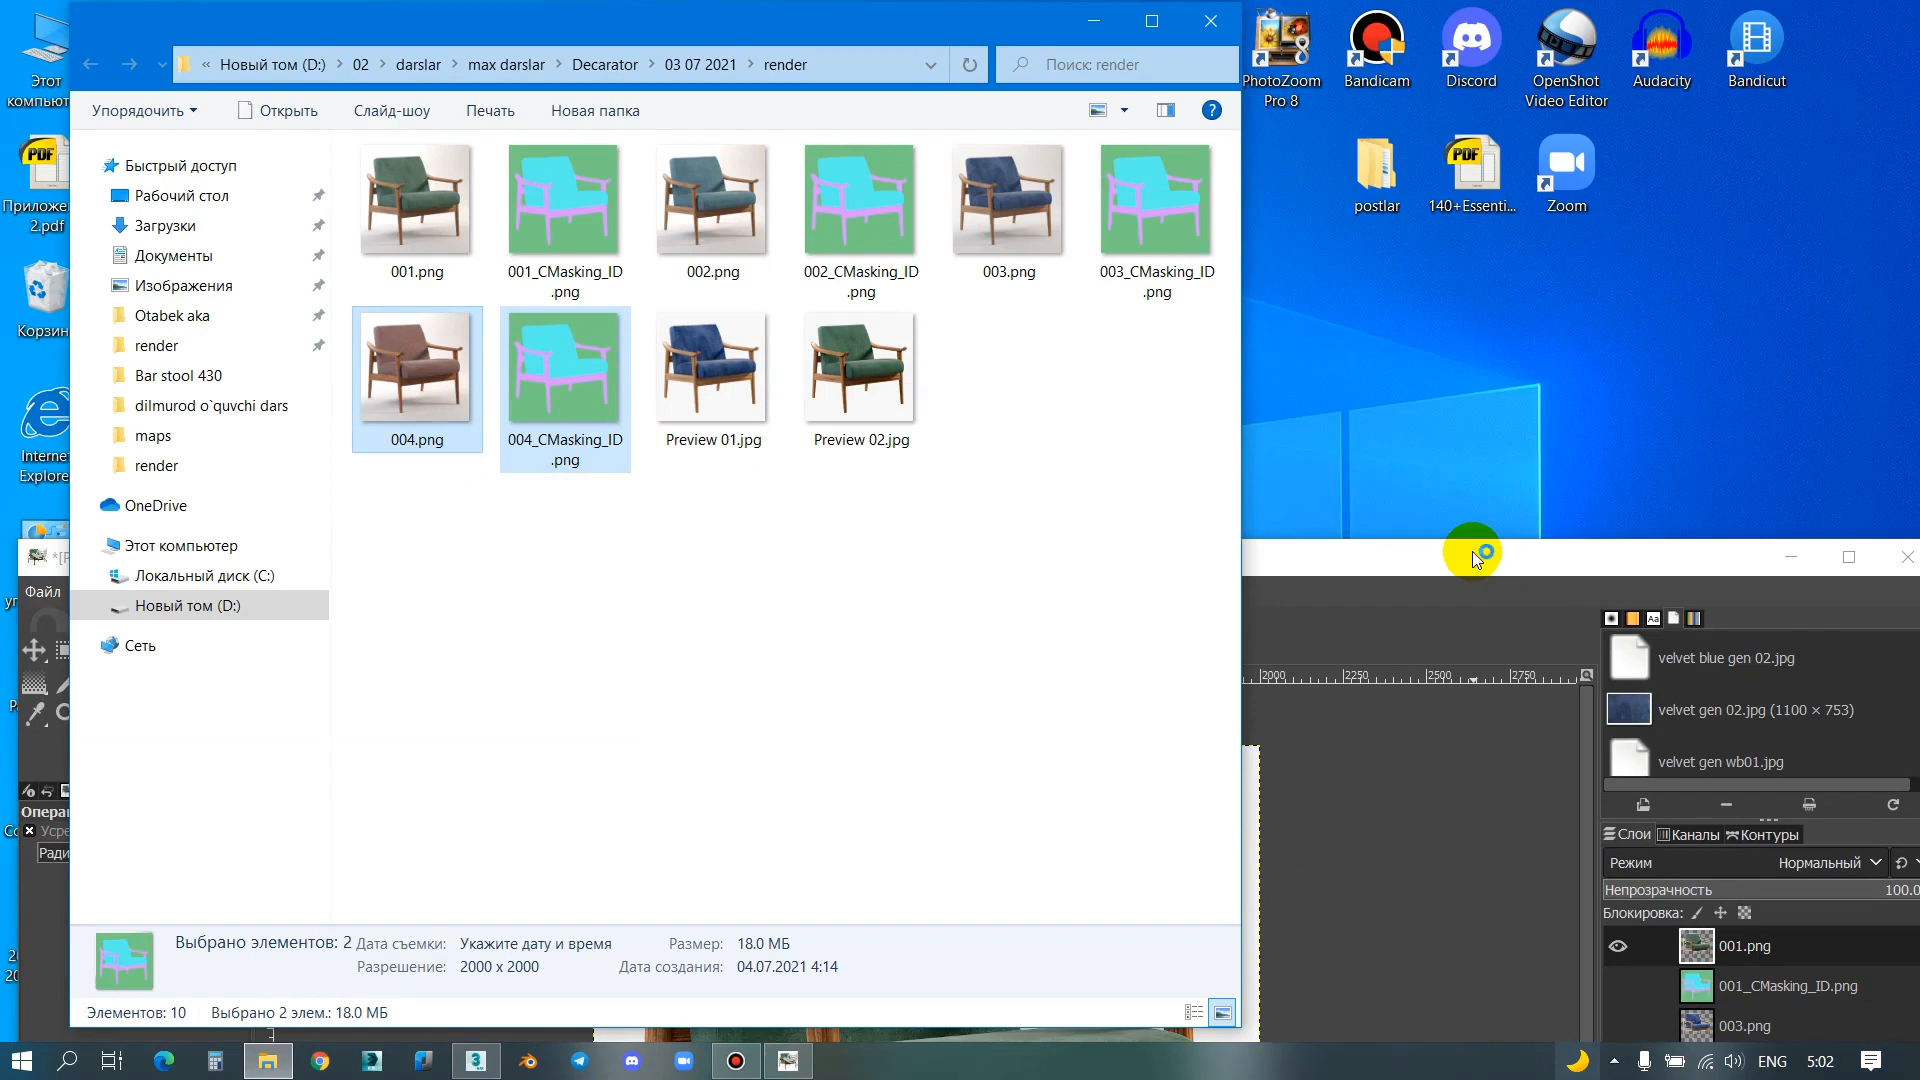 Этот
компьют
Приложе
2.pdf
Корзин
Interne
Explore
« Новый том (D:) › 02 › darslar › max darslar › Decarator › 03 07 2021 › render
Поиск: render
Упорядочить
Открыть
Слайд-шоу
Печать
Новая папка
Быстрый доступ
Рабочий стол
Загрузки
Документы
Изображения
Otabek aka
render
Bar stool 430
dilmurod o`quvchi dars
maps
render
OneDrive
Этот компьютер
Локальный диск (C:)
Новый том (D:)
Сеть
001.png
001_CMasking_ID
.png
002.png
002_CMasking_ID
.png
003.png
003_CMasking_ID
.png
004.png
004_CMasking_ID
.png
Preview 01.jpg
Preview 02.jpg
Выбрано элементов: 2
Дата съемки: Укажите дату и время
Размер: 18.0 МБ
Разрешение: 2000 x 2000
Дата создания: 04.07.2021 4:14
Элементов: 10
Выбрано 2 элем.: 18.0 МБ
PhotoZoom
Pro 8
Bandicam
Discord
OpenShot
Video Editor
Audacity
Bandicut
postlar
PDF
140+Essenti...
Zoom
PDF
Файл
Опера
Усре
Ради
2000
2250
2500
2750
velvet blue gen 02.jpg
velvet gen 02.jpg (1100 × 753)
velvet gen wb01.jpg
Слои
Каналы
Контуры
Режим
Нормальный
Непрозрачность
100.0
Блокировка:
001.png
001_CMasking_ID.png
003.png
ENG
5:02